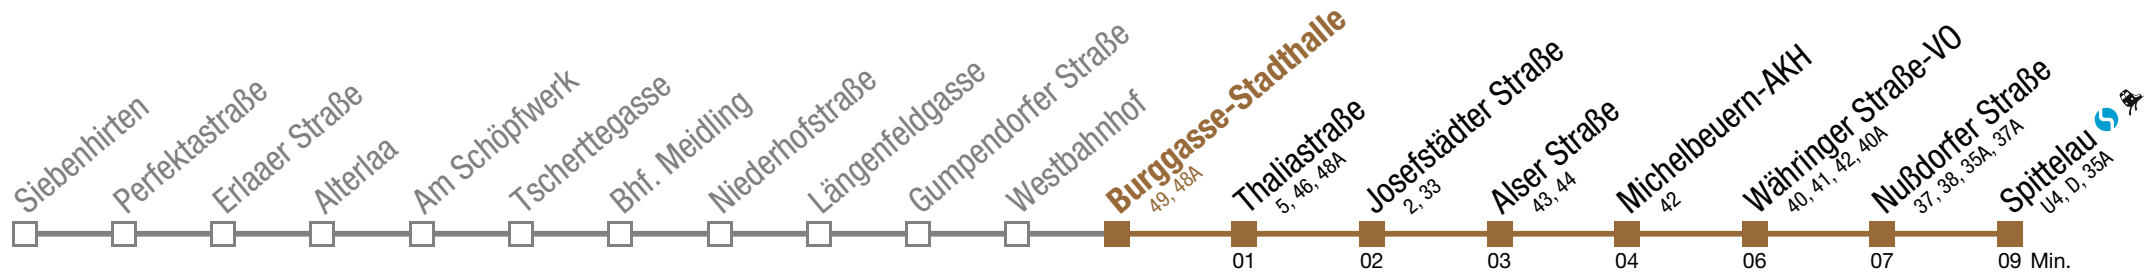 Siebenhirten
Perfektastraße
Erlaaer Straße
Alterlaa
Am Schöpfwerk
Tscherttegasse
Bhf. Meidling
Niederhofstraße
Längenfeldgasse
Gumpendorfer Straße
Westbahnhof
Burggasse-Stadthalle
49, 48A
Thaliastraße
5, 46, 48A
Josefstädter Straße
2, 33
Alser Straße
43, 44
Michelbeuern-AKH
42
Währinger Straße-VO
40, 41, 42, 40A
Nußdorfer Straße
37, 38, 35A, 37A
Spittelau
U4, D, 35A
01 02 03 04 06 07 09 Min.